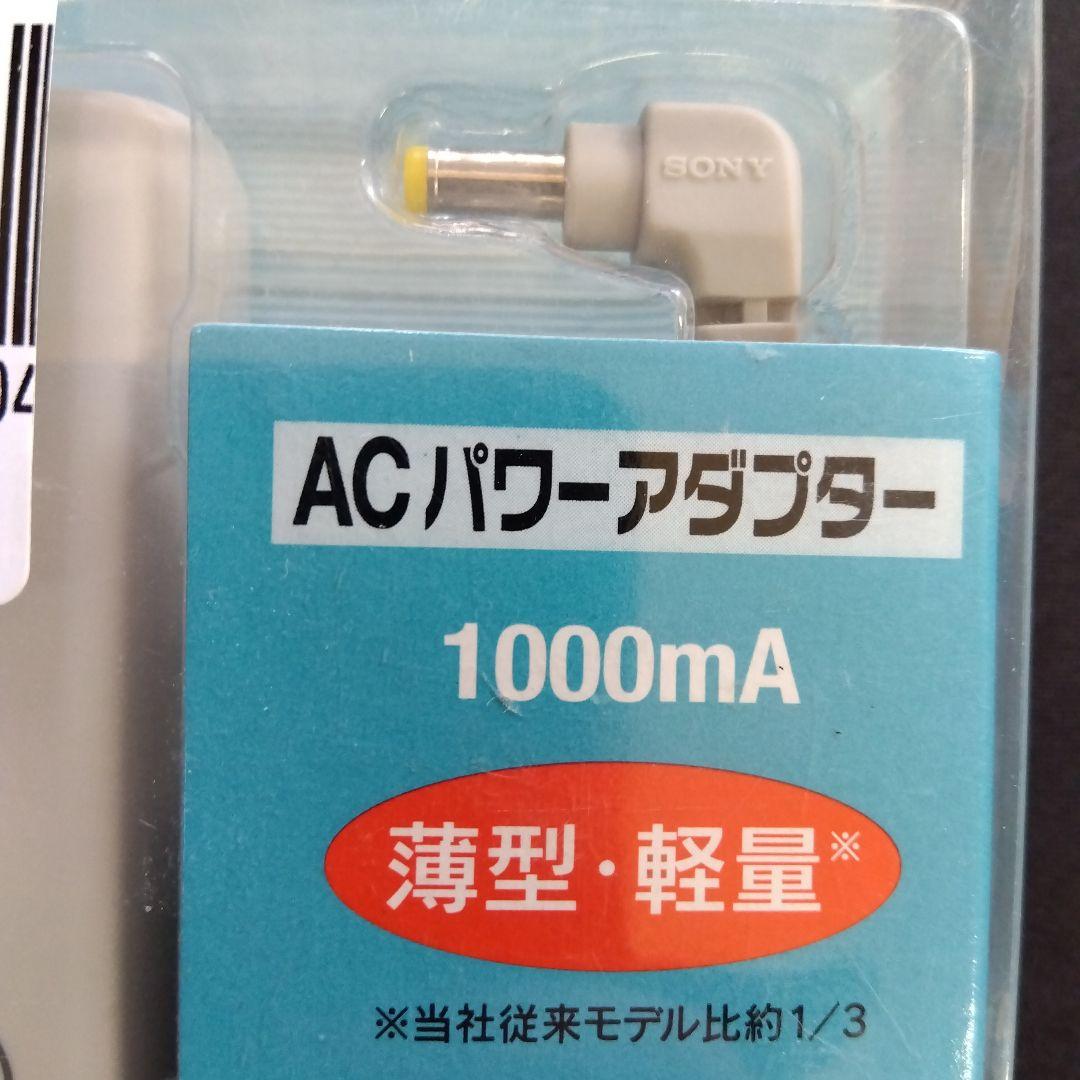 SONY
ACパワーアダプター
1000mA
薄型・軽量※
※当社従来モデル比約1/3